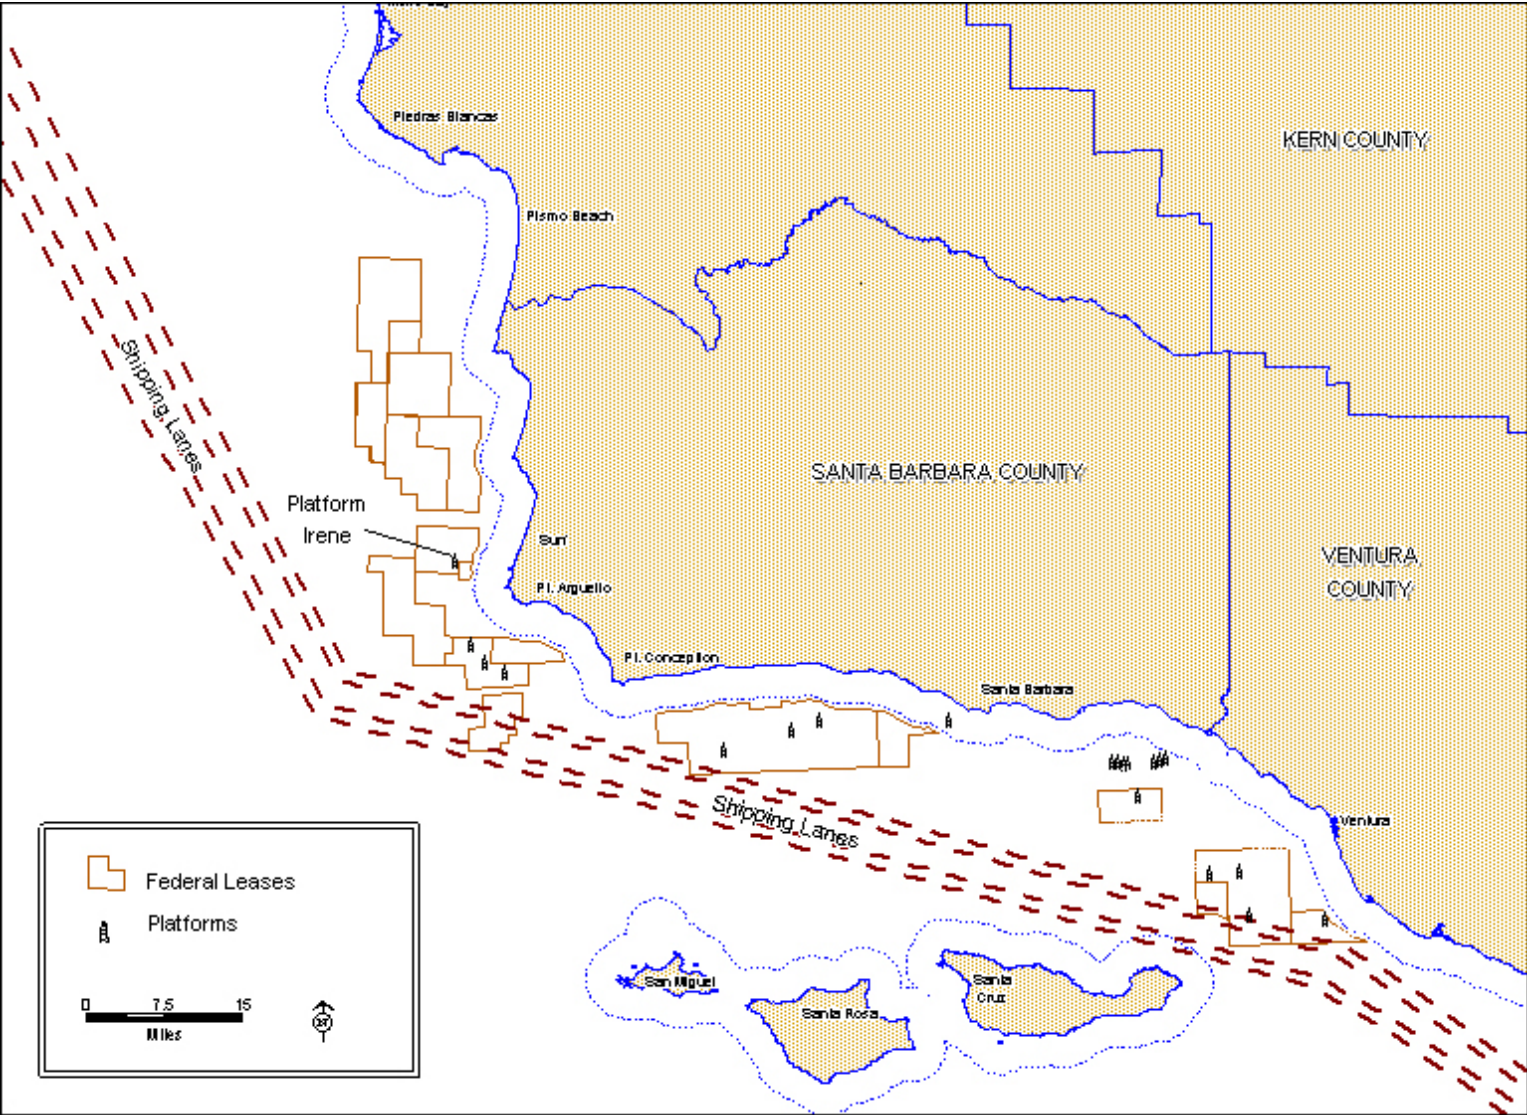 Piedras Blancas
KERN COUNTY
Pismo Beach
Shipping Lanes
SANTA BARBARA COUNTY
Platform
Irene
Surf
Pt. Arguello
VENTURA
COUNTY
Pt. Conception
Santa Barbara
Shipping Lanes
Ventura
Federal Leases
Platforms
0 7.5 15
Miles
San Miguel
Santa Rosa
Santa
Cruz